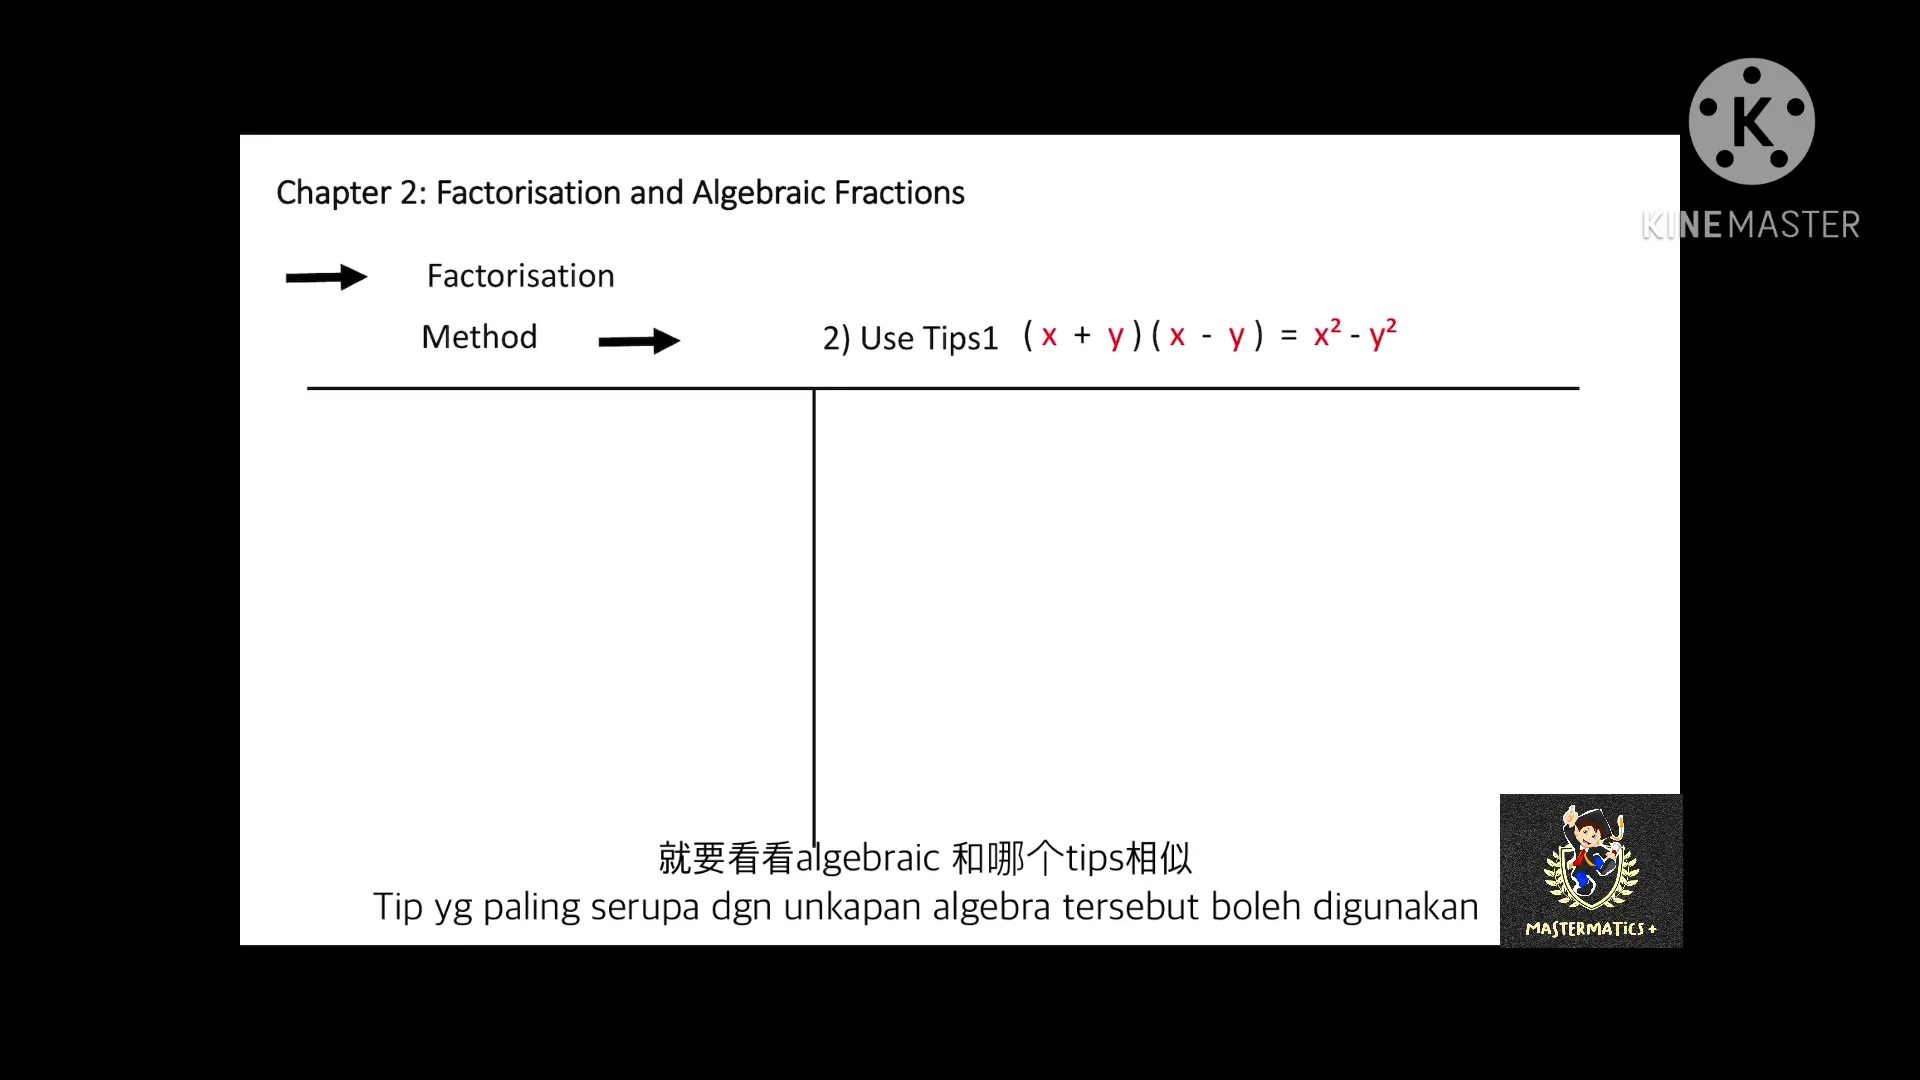 K
KINEMASTER
Chapter 2: Factorisation and Algebraic Fractions
Factorisation
Method 2) Use Tips1 (x + y)(x - y) = x² - y²
就要看看algebraic 和哪个tips相似
Tip yg paling serupa dgn unkapan algebra tersebut boleh digunakan
MASTERMATiCS +